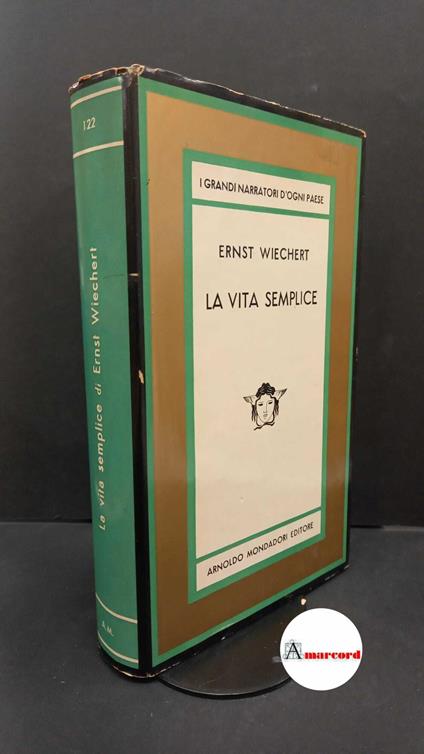 122
La vita semplice di Ernst Wiechert
A.M.
I GRANDI NARRATORI D'OGNI PAESE
ERNST WIECHERT
LA VITA SEMPLICE
ARNOLDO MONDADORI EDITORE
Amarcord